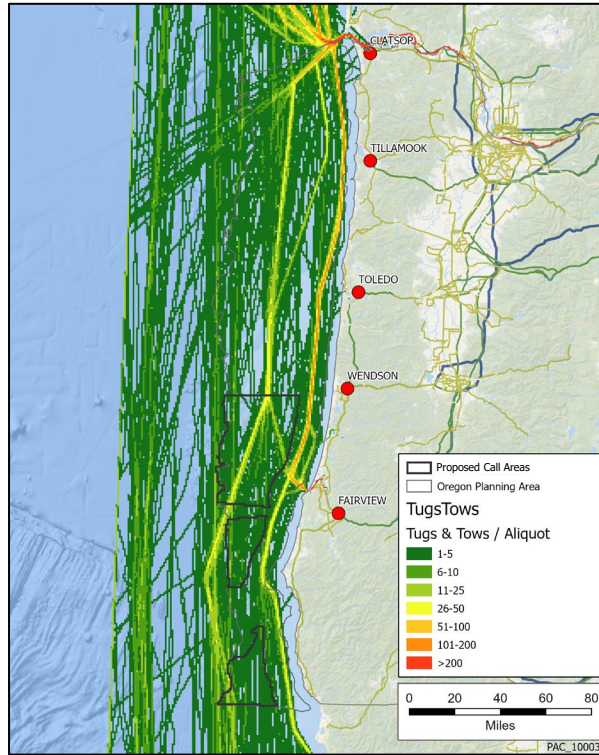 CLATSOP
TILLAMOOK
TOLEDO
WENDSON
FAIRVIEW
Proposed Call Areas
Oregon Planning Area
TugsTows
Tugs & Tows / Aliquot
1-5
6-10
11-25
26-50
51-100
101-200
>200
0 20 40 60 80
Miles